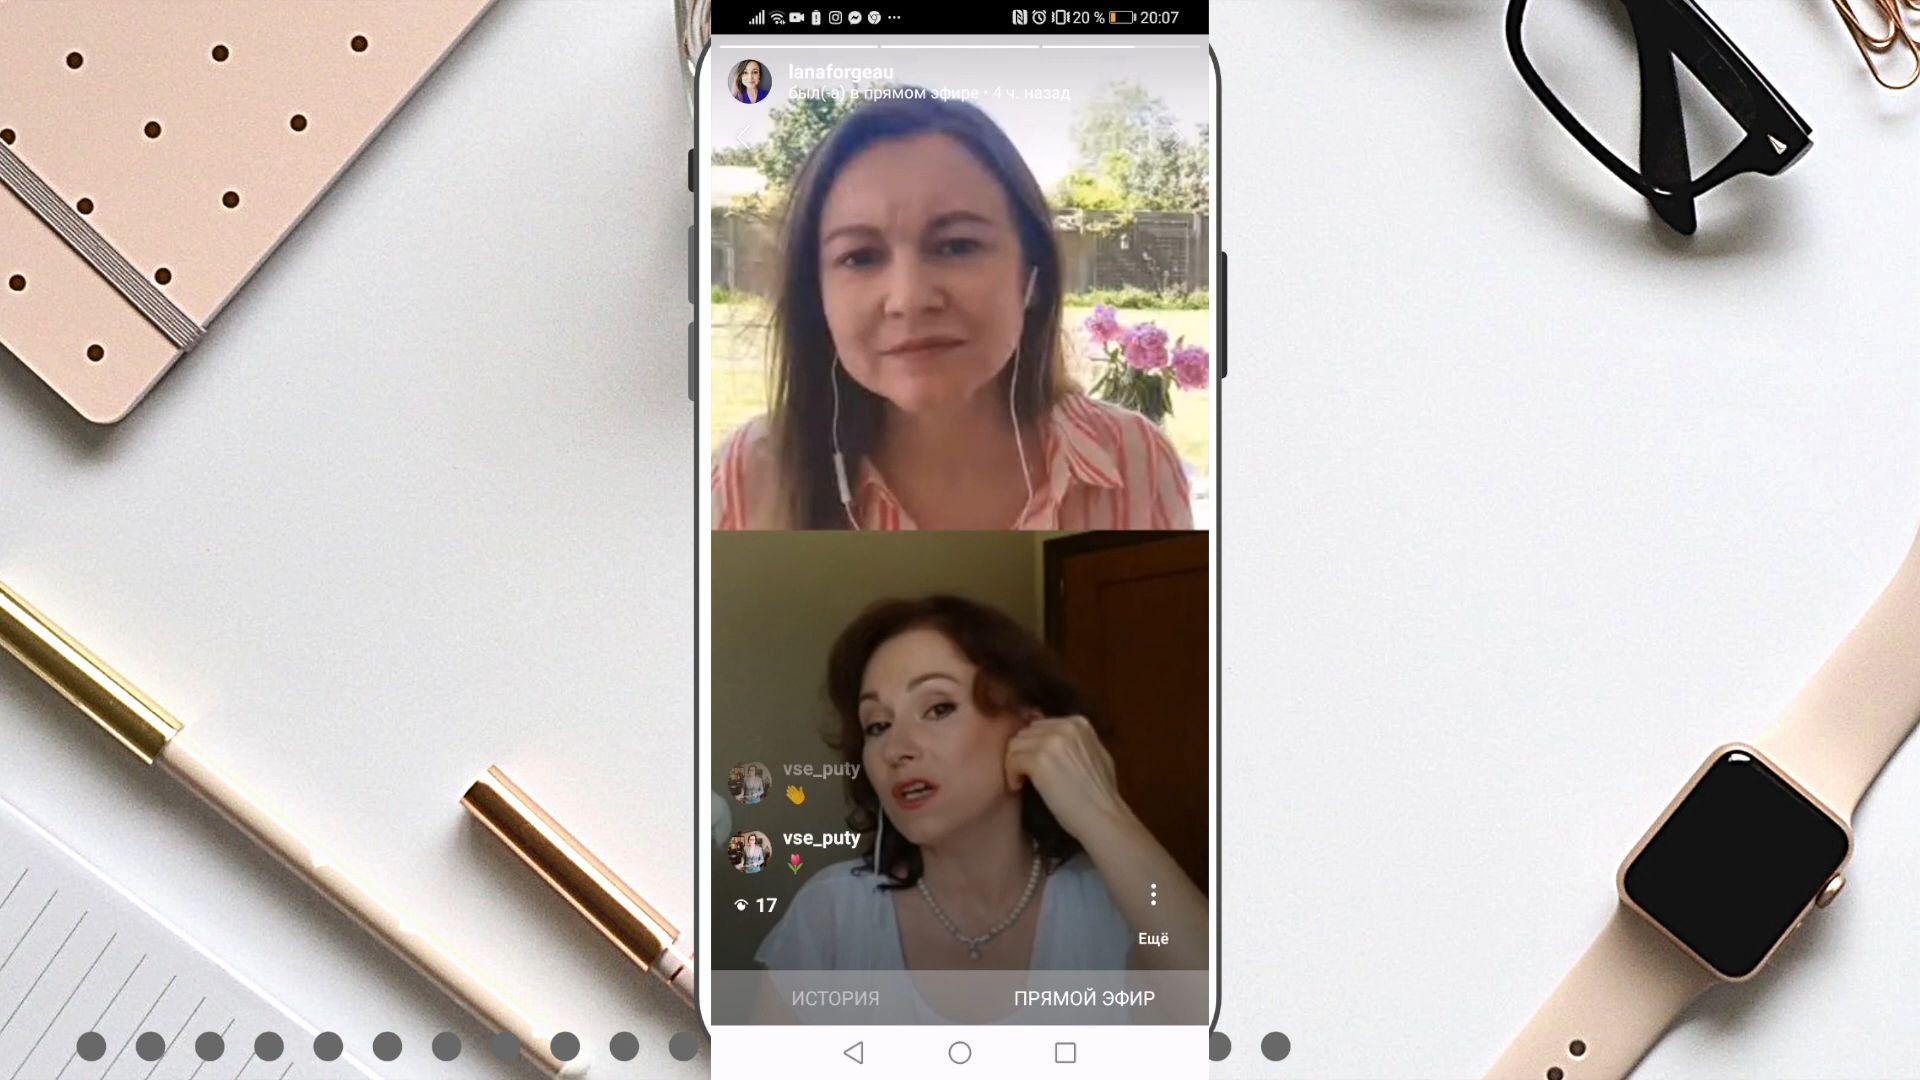 20 %
20:07
lanaforgeau
был(-а) в прямом эфире • 4 ч. назад
vse_puty
vse_puty
17
Ещё
ИСТОРИЯ
ПРЯМОЙ ЭФИР